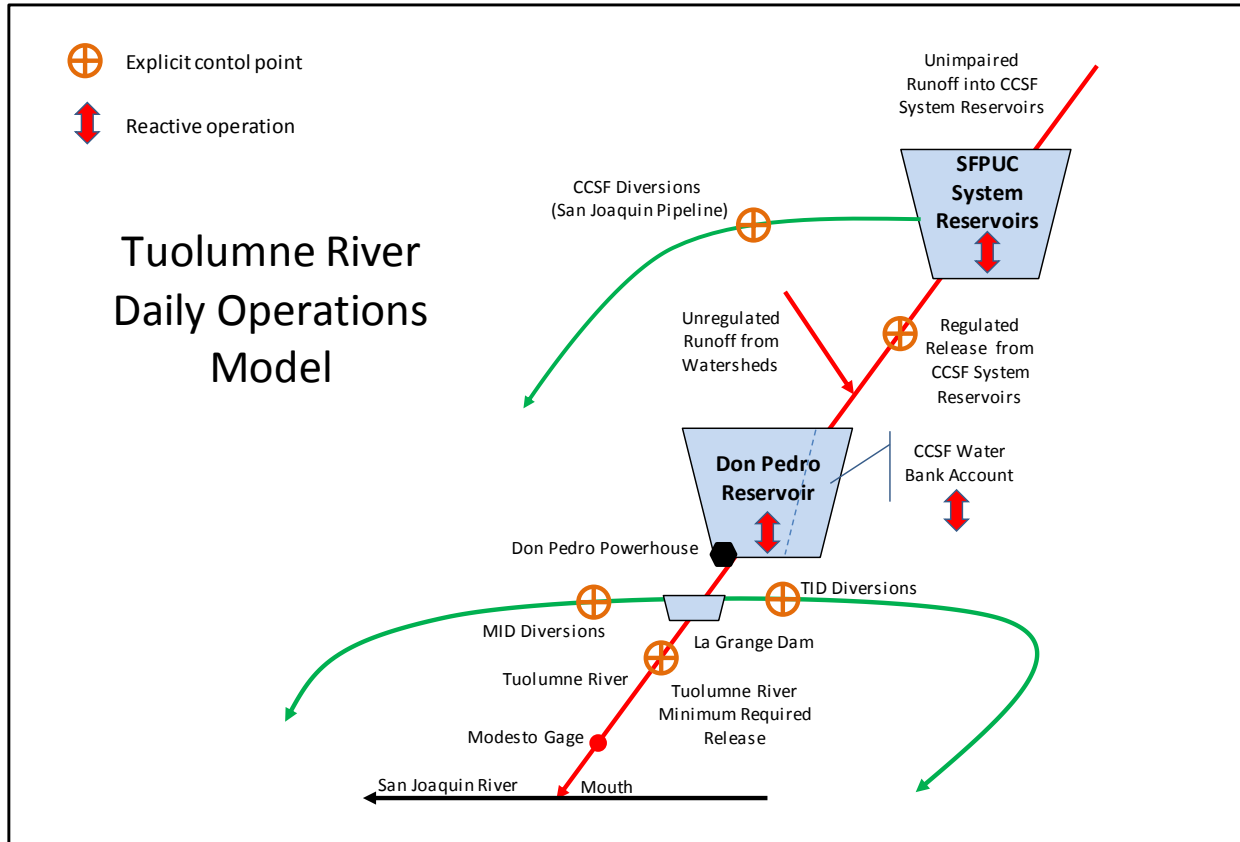 Explicit contol point
Reactive operation
Tuolumne River
Daily Operations
Model
Unimpaired
Runoff into CCSF
System Reservoirs
SFPUC
System
Reservoirs
CCSF Diversions
(San Joaquin Pipeline)
Unregulated
Runoff from
Watersheds
Regulated
Release from
CCSF System
Reservoirs
Don Pedro
Reservoir
CCSF Water
Bank Account
Don Pedro Powerhouse
TID Diversions
MID Diversions
La Grange Dam
Tuolumne River
Tuolumne River
Minimum Required
Release
Modesto Gage
San Joaquin River
Mouth